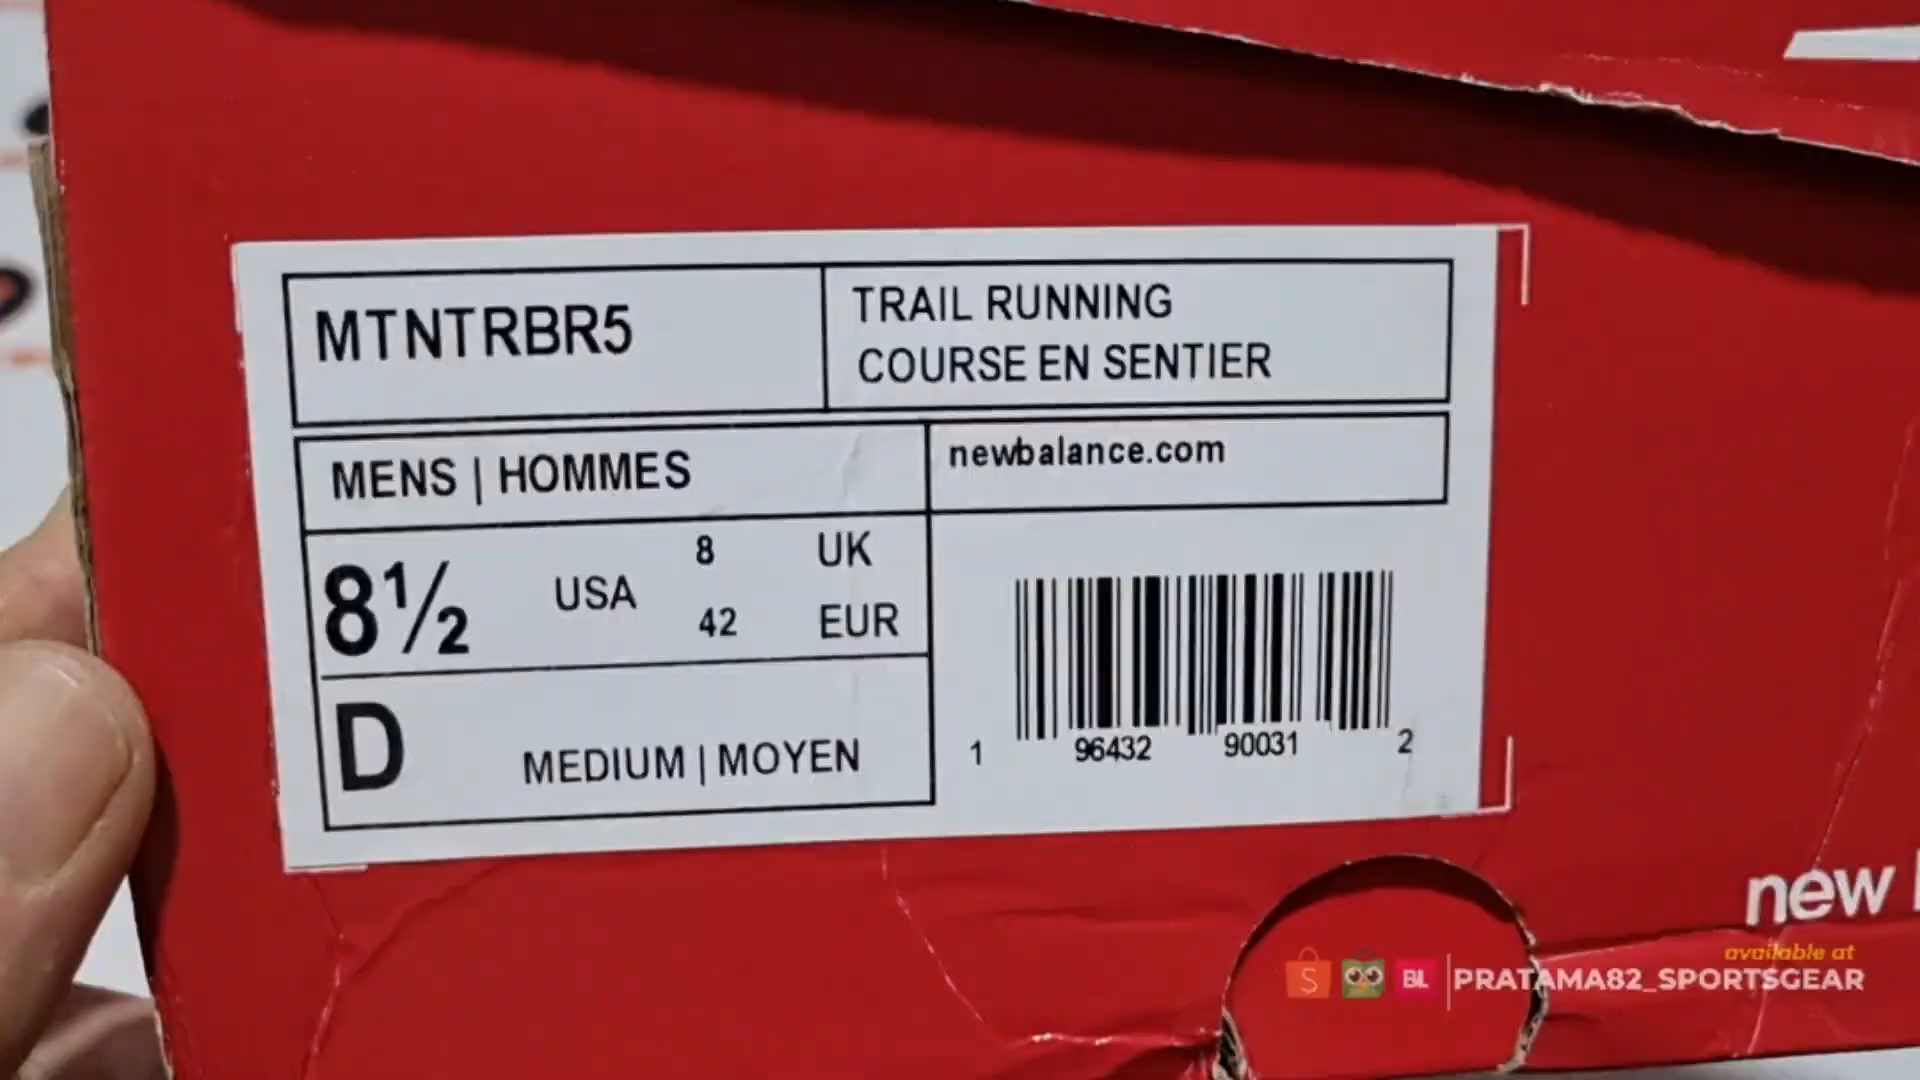 MTNTRBR5
TRAIL RUNNING
COURSE EN SENTIER
MENS | HOMMES
newbalance.com
8½ USA
8 UK
42 EUR
D MEDIUM | MOYEN
1 96432 90031 2
new
available at
BL PRATAMA82_SPORTSGEAR